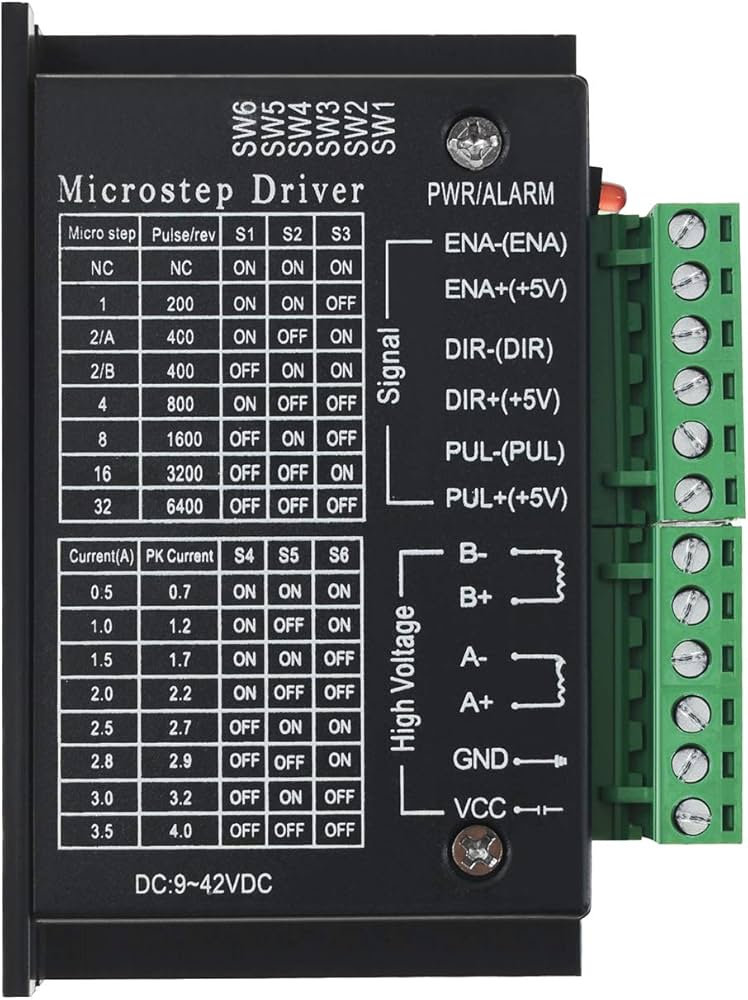 SW6
SW5
SW4
SW3
SW2
SW1
Microstep Driver
Micro step Pulse/rev S1 S2 S3
NC NC ON ON ON
1 200 ON ON OFF
2/A 400 ON OFF ON
2/B 400 OFF ON ON
4 800 ON OFF OFF
8 1600 OFF ON OFF
16 3200 OFF OFF ON
32 6400 OFF OFF OFF
Current(A) PK Current S4 S5 S6
0.5 0.7 ON ON ON
1.0 1.2 ON OFF ON
1.5 1.7 ON ON OFF
2.0 2.2 ON OFF OFF
2.5 2.7 OFF ON ON
2.8 2.9 OFF OFF ON
3.0 3.2 OFF ON OFF
3.5 4.0 OFF OFF OFF
DC:9~42VDC
PWR/ALARM
Signal
ENA-(ENA)
ENA+(+5V)
DIR-(DIR)
DIR+(+5V)
PUL-(PUL)
PUL+(+5V)
High Voltage
B-
B+
A-
A+
GND
VCC